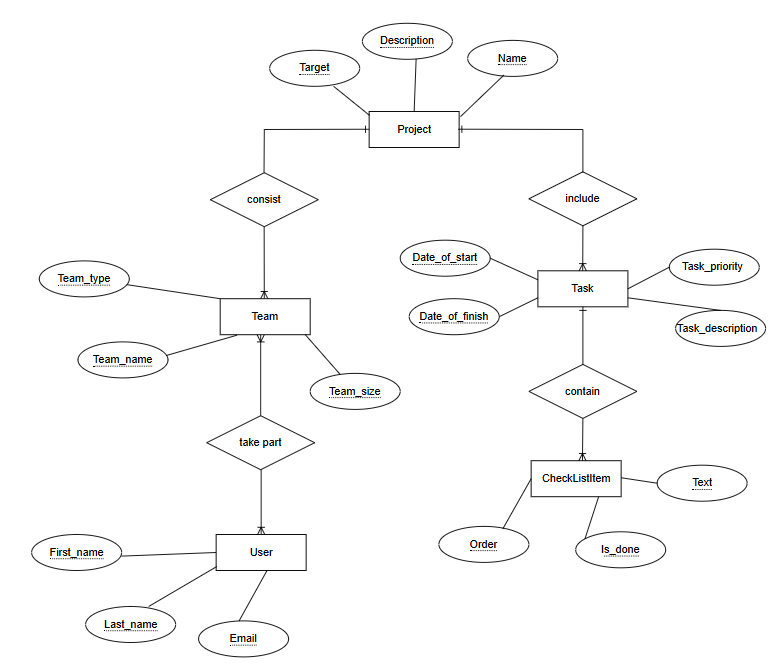 Description
Name
Target
Project
consist
include
Date_of_start
Task_priority
Team_type
Task
Team
Date_of_finish
Task_description
Team_name
Team_size
contain
take part
CheckListItem
Text
Order
Is_done
First_name
User
Last_name
Email